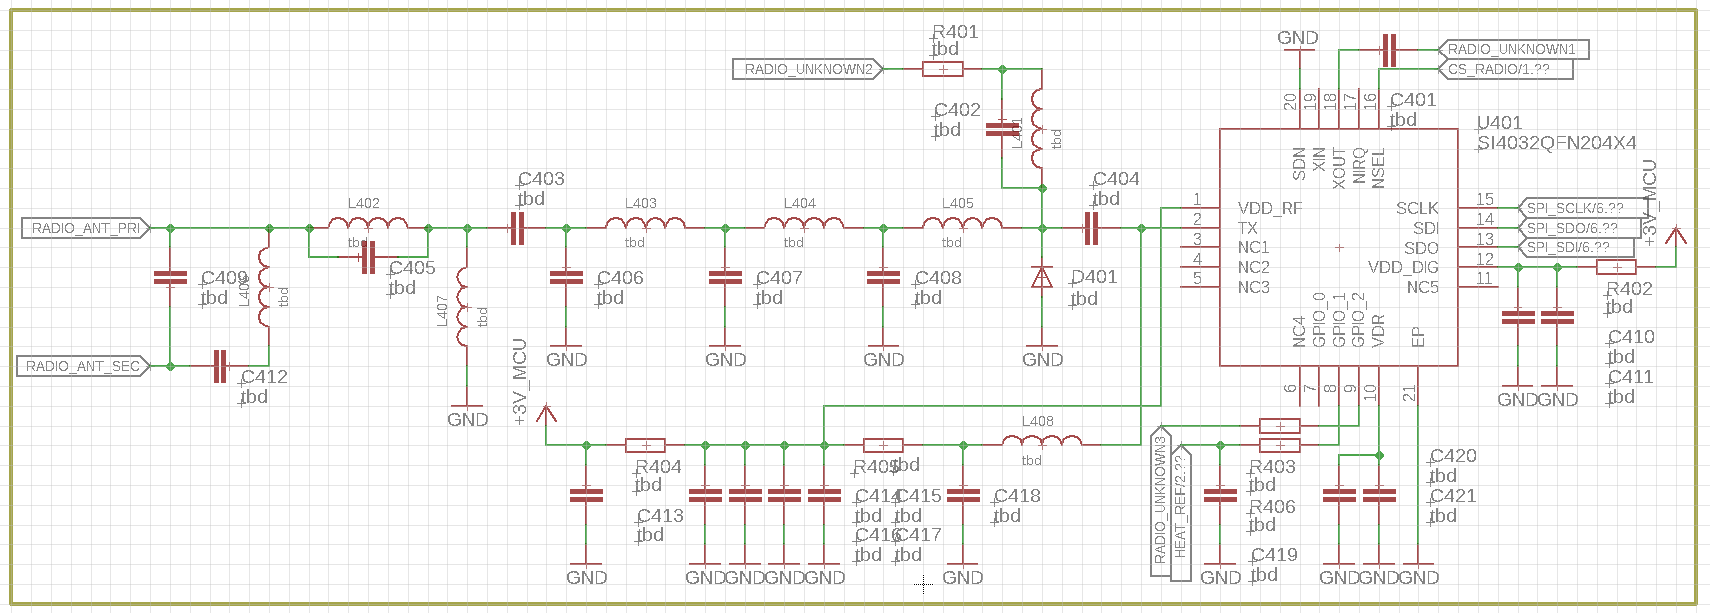 R401
tbd
GND
RADIO_UNKNOWN1
RADIO_UNKNOWN2
CS_RADIO/1.??
20
19
18
17
16
C401
tbd
C402
tbd
L401
tbd
U401
SI4032QFN204X4
SDN
XIN
XOUT
NIRQ
NSEL
+3V_MCU
C403
tbd
C404
tbd
L402
tbd
L403
tbd
L404
tbd
L405
tbd
RADIO_ANT_PRI
1
VDD_RF
2
TX
3
NC1
4
NC2
5
NC3
SCLK
15
SPI_SCLK/6.??
SDI
14
SPI_SDO/6.??
SDO
13
SPI_SDI/6.??
VDD_DIG
12
NC5
11
C409
tbd
L406
tbd
C405
tbd
L407
tbd
C406
tbd
C407
tbd
C408
tbd
D401
tbd
R402
tbd
NC4
GPIO_0
GPIO_1
GPIO_2
VDR
EP
C410
tbd
C411
tbd
RADIO_ANT_SEC
C412
tbd
GND
GND
GND
GND
GND
+3V_MCU
6
7
8
9
10
21
GND
GND
L408
tbd
R404
tbd
R405
tbd
C413
tbd
C414
tbd
C415
tbd
C416
tbd
C417
tbd
C418
tbd
RADIO_UNKNOWN3
HEAT_REF/2.??
R403
tbd
R406
tbd
C419
tbd
C420
tbd
C421
tbd
GND
GND
GND
GND
GND
GND
GND
GND
GND
GND